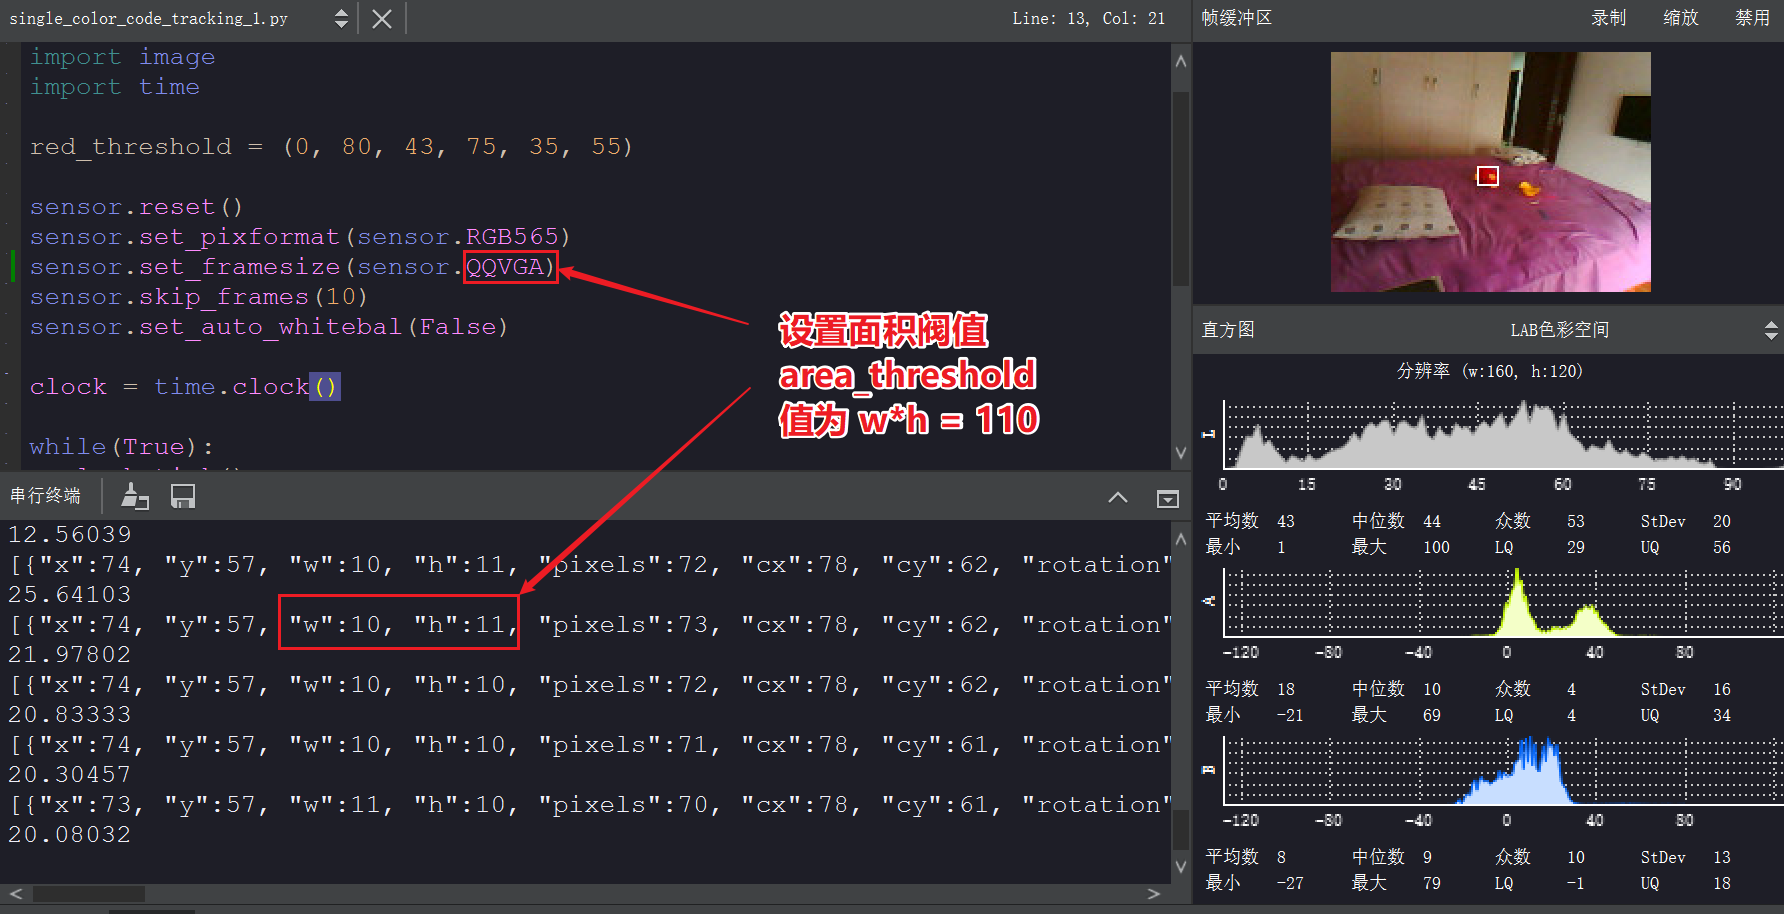 single_color_code_tracking_1.py
Line: 13, Col: 21
import image
import time
red_threshold = (0, 80, 43, 75, 35, 55)
sensor.reset()
sensor.set_pixformat(sensor.RGB565)
sensor.set_framesize(sensor.QQVGA)
sensor.skip_frames(10)
sensor.set_auto_whitebal(False)
clock = time.clock()
while(True):
设置面积阀值
area_threshold
值为 w*h = 110
串行终端
12.56039
[{"x":74, "y":57, "w":10, "h":11, "pixels":72, "cx":78, "cy":62, "rotation"
25.64103
[{"x":74, "y":57, "w":10, "h":11, "pixels":73, "cx":78, "cy":62, "rotation"
21.97802
[{"x":74, "y":57, "w":10, "h":10, "pixels":72, "cx":78, "cy":62, "rotation"
20.83333
[{"x":74, "y":57, "w":10, "h":10, "pixels":71, "cx":78, "cy":61, "rotation"
20.30457
[{"x":73, "y":57, "w":11, "h":10, "pixels":70, "cx":78, "cy":61, "rotation"
20.08032
帧缓冲区 录制 缩放 禁用
直方图 LAB色彩空间
分辨率 (w:160, h:120)
L
0 15 30 45 60 75 90
平均数 43 中位数 44 众数 53 StDev 20
最小 1 最大 100 LQ 29 UQ 56
A
-120 -80 -40 0 40 80
平均数 18 中位数 10 众数 4 StDev 16
最小 -21 最大 69 LQ 4 UQ 34
B
-120 -80 -40 0 40 80
平均数 8 中位数 9 众数 10 StDev 13
最小 -27 最大 79 LQ -1 UQ 18